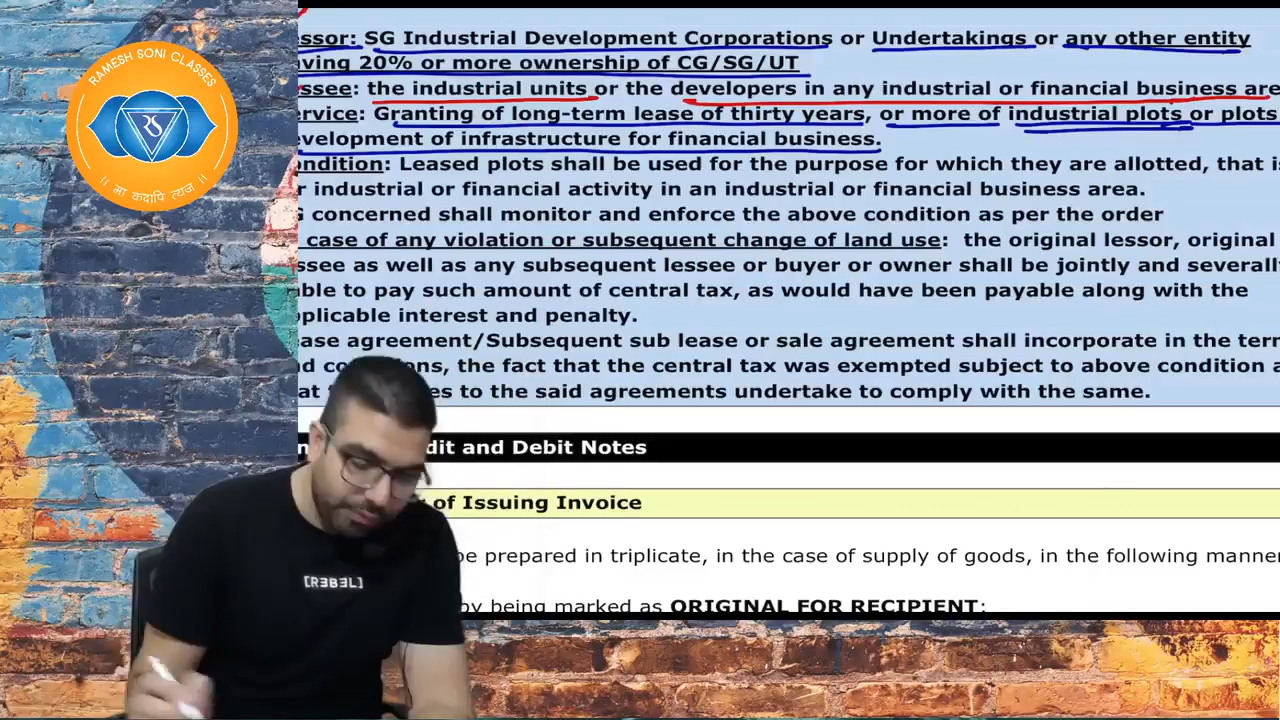 RAMESH SONI CLASSES
।। मा कदापि त्यज ।।
ssor: SG Industrial Development Corporations or Undertakings or any other entity
aving 20% or more ownership of CG/SG/UT
ssee: the industrial units or the developers in any industrial or financial business are
ervice: Granting of long-term lease of thirty years, or more of industrial plots or plots
evelopment of infrastructure for financial business.
ondition: Leased plots shall be used for the purpose for which they are allotted, that is
r industrial or financial activity in an industrial or financial business area.
G concerned shall monitor and enforce the above condition as per the order
case of any violation or subsequent change of land use: the original lessor, original
ssee as well as any subsequent lessee or buyer or owner shall be jointly and severally
able to pay such amount of central tax, as would have been payable along with the
pplicable interest and penalty.
ease agreement/Subsequent sub lease or sale agreement shall incorporate in the term
nd co ns, the fact that the central tax was exempted subject to above condition a
at es to the said agreements undertake to comply with the same.
dit and Debit Notes
of Issuing Invoice
be prepared in triplicate, in the case of supply of goods, in the following manner
by being marked as ORIGINAL FOR RECIPIENT;
[R3B3L]